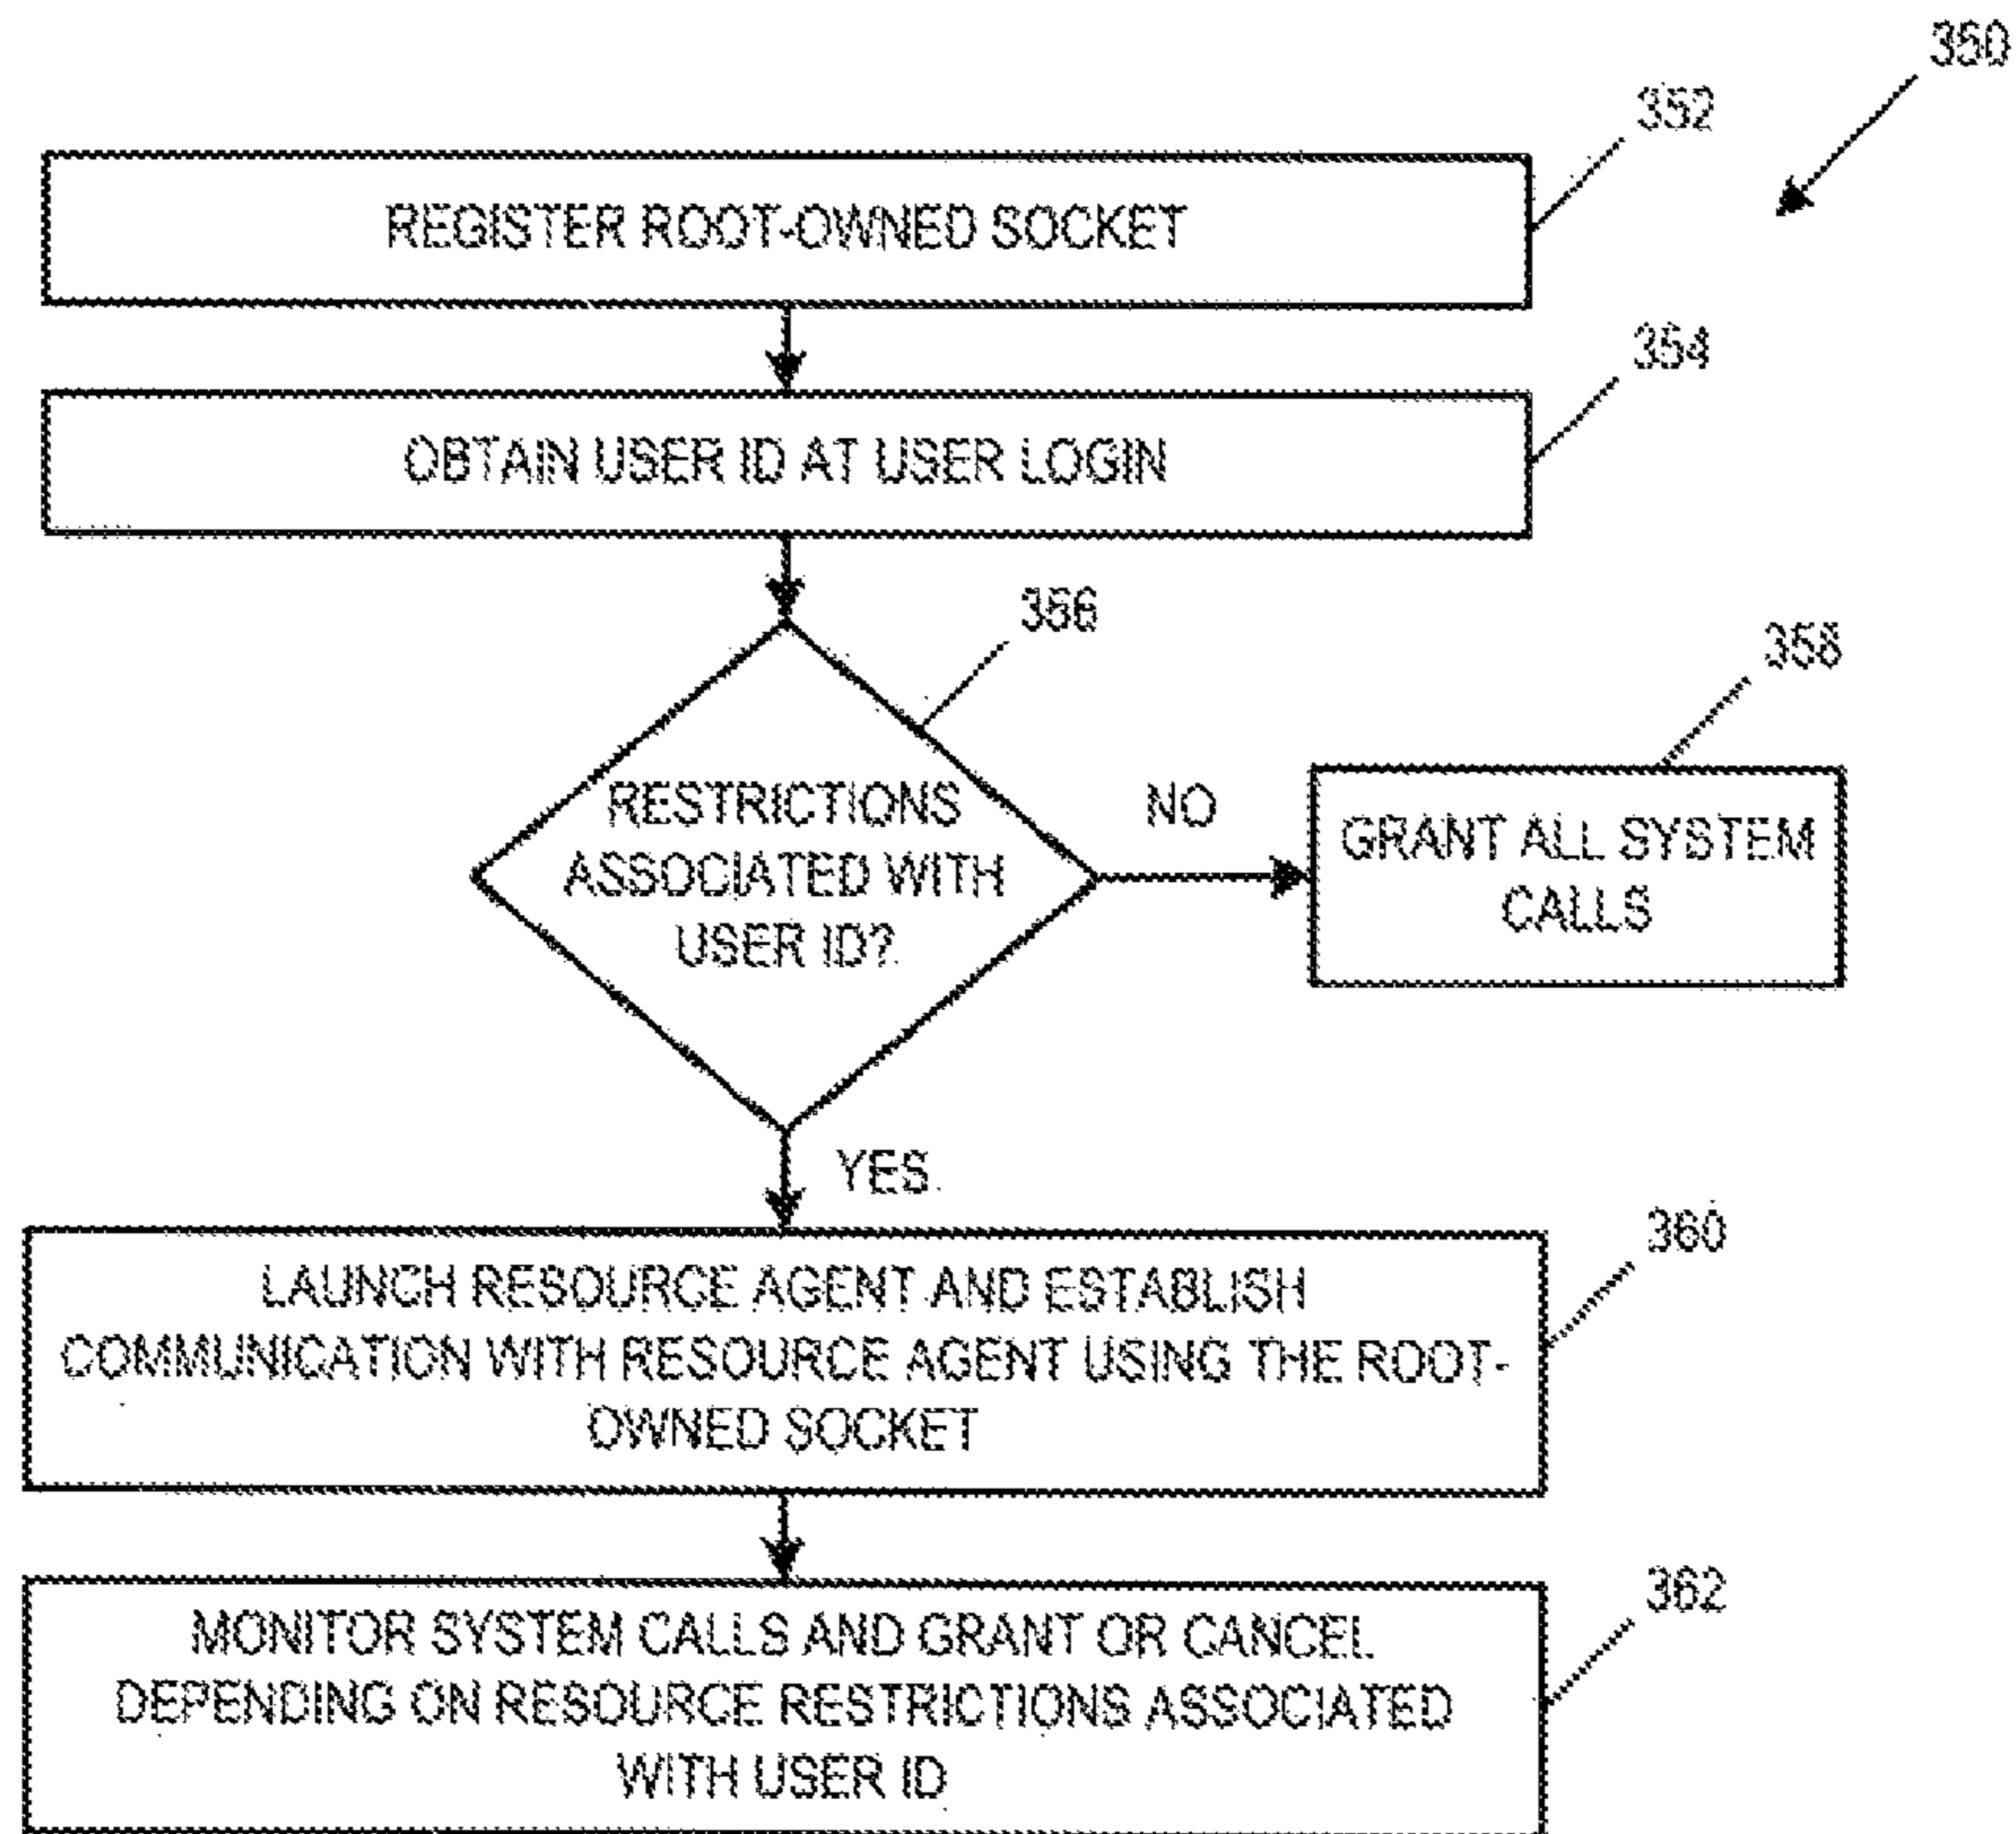 350
352
REGISTER ROOT-OWNED SOCKET
354
OBTAIN USER ID AT USER LOGIN
356
358
RESTRICTIONS
ASSOCIATED WITH
USER ID?
NO
GRANT ALL SYSTEM
CALLS
YES
360
LAUNCH RESOURCE AGENT AND ESTABLISH
COMMUNICATION WITH RESOURCE AGENT USING THE ROOT-
OWNED SOCKET
362
MONITOR SYSTEM CALLS AND GRANT OR CANCEL
DEPENDING ON RESOURCE RESTRICTIONS ASSOCIATED
WITH USER ID